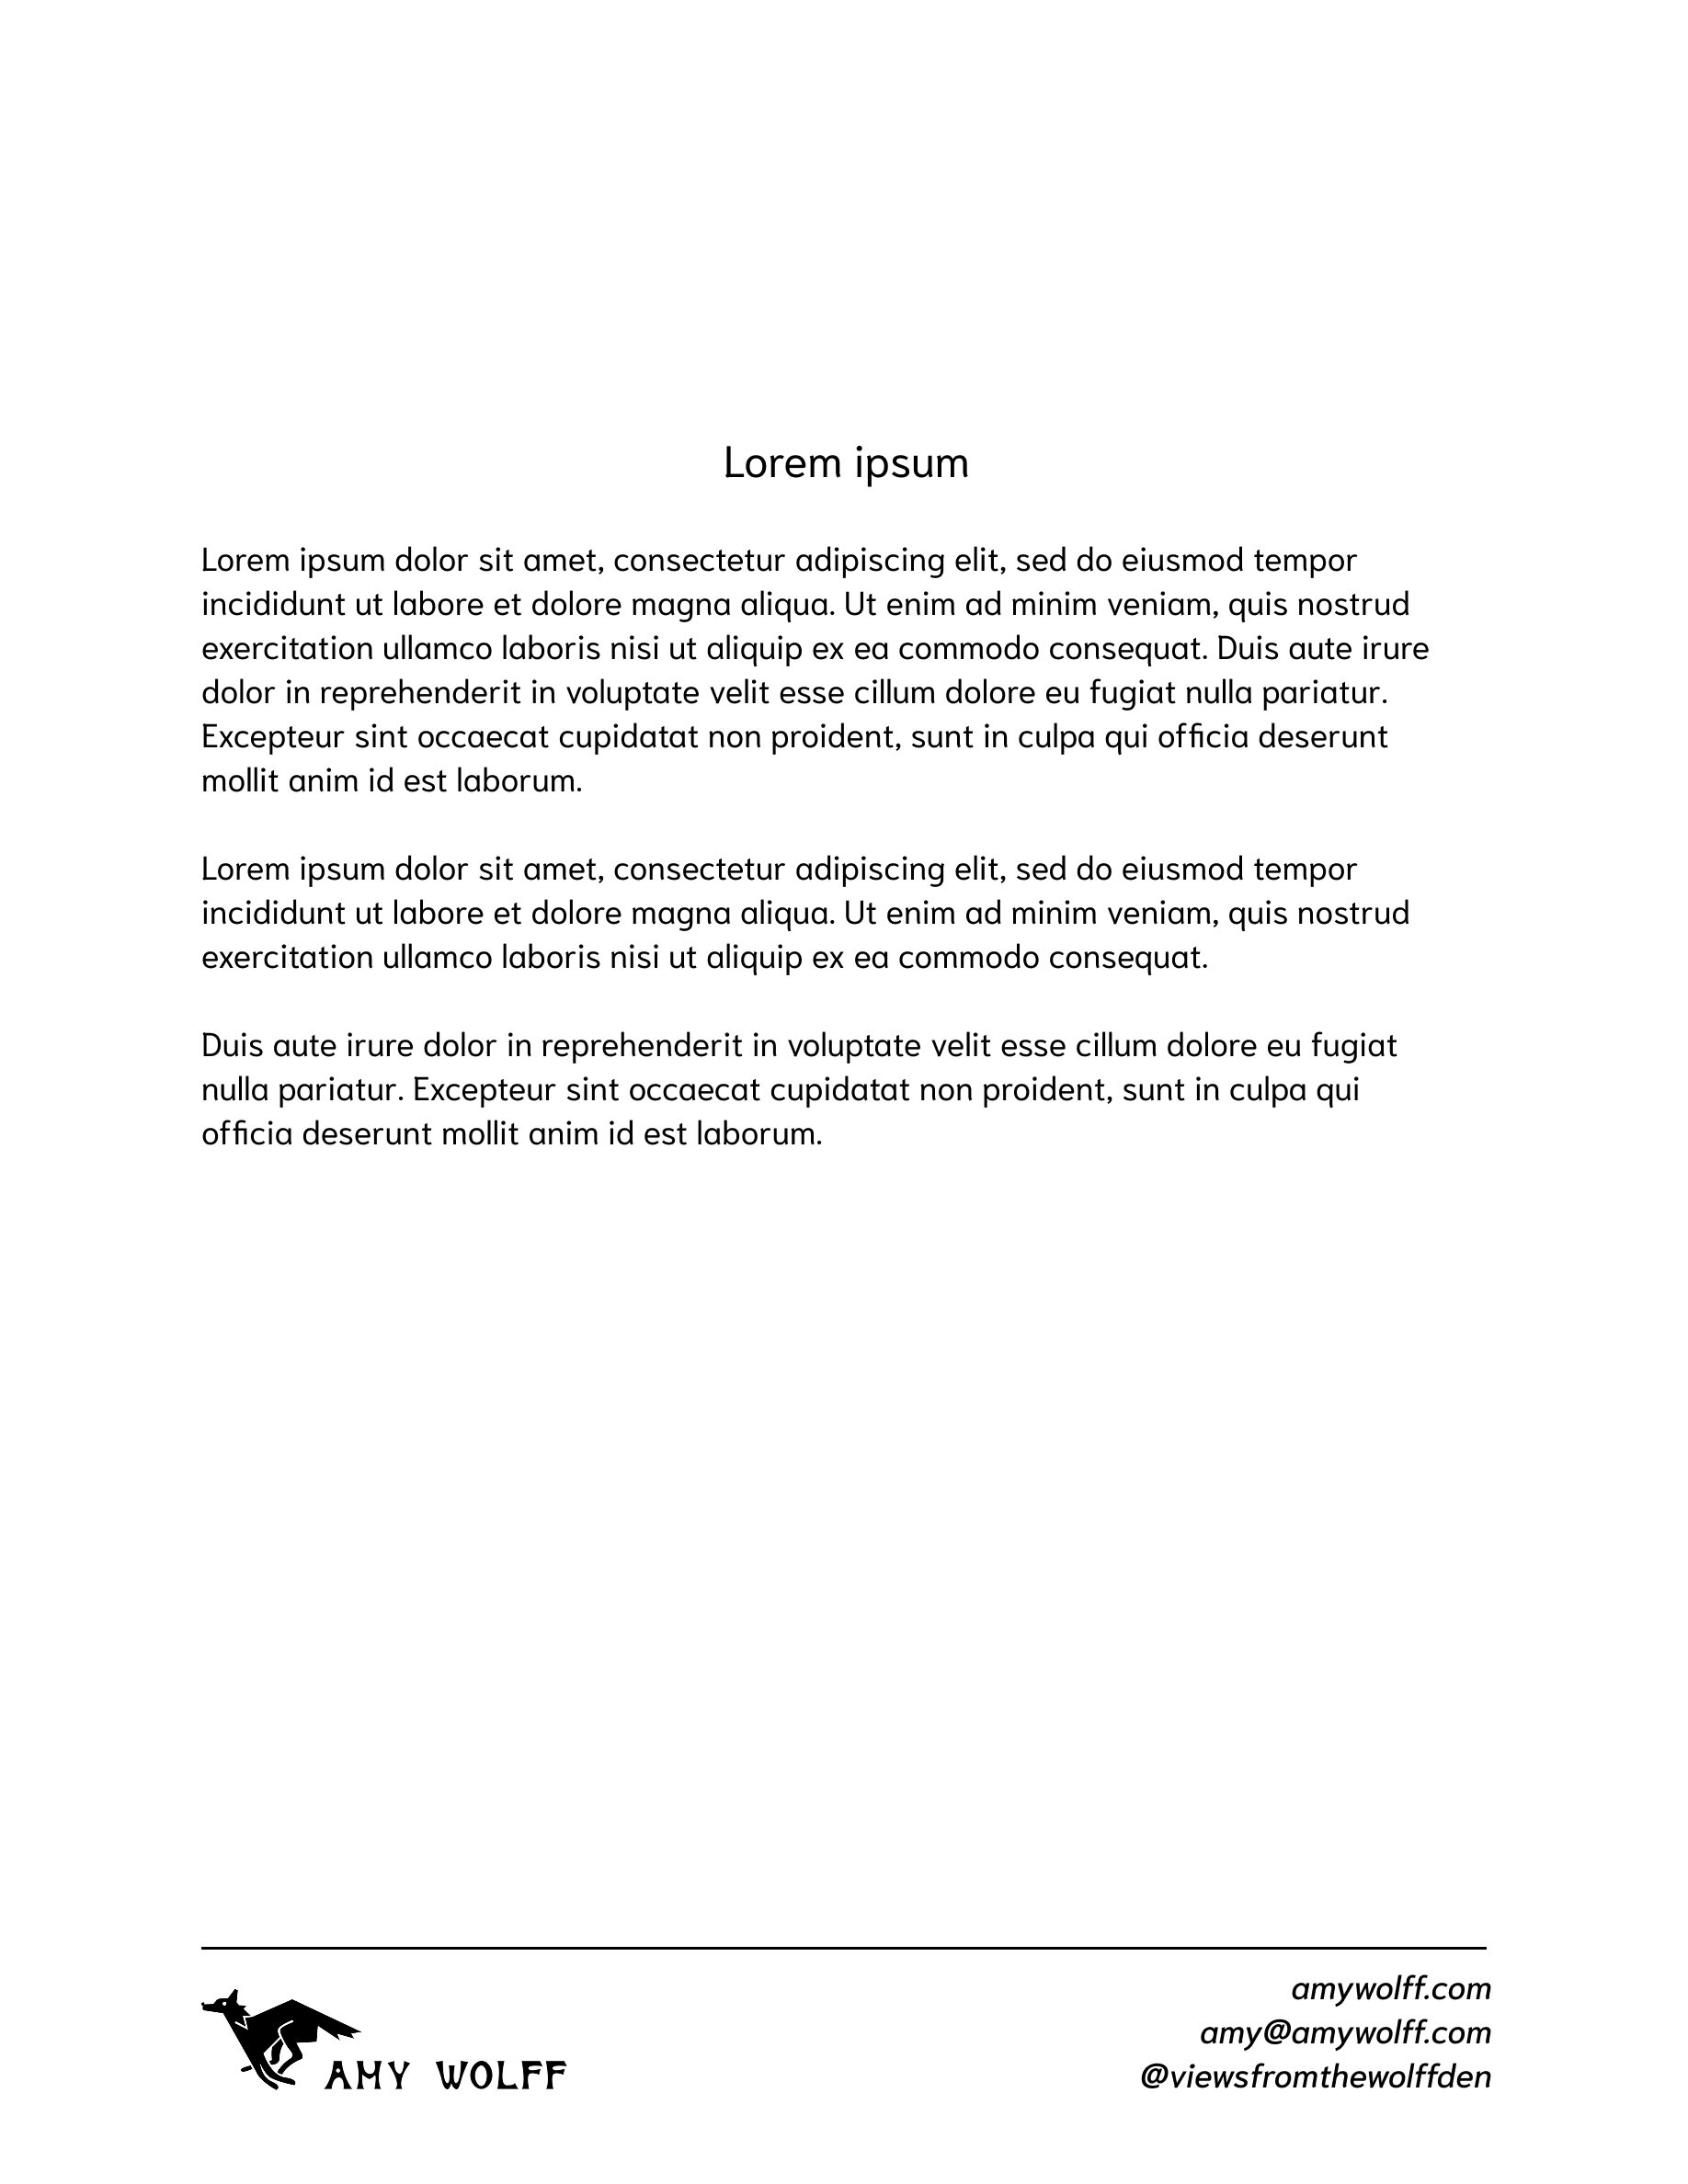 Lorem ipsum
Lorem ipsum dolor sit amet, consectetur adipiscing elit, sed do eiusmod tempor
incididunt ut labore et dolore magna aliqua. Ut enim ad minim veniam, quis nostrud
exercitation ullamco laboris nisi ut aliquip ex ea commodo consequat. Duis aute irure
dolor in reprehenderit in voluptate velit esse cillum dolore eu fugiat nulla pariatur.
Excepteur sint occaecat cupidatat non proident, sunt in culpa qui officia deserunt
mollit anim id est laborum.
Lorem ipsum dolor sit amet, consectetur adipiscing elit, sed do eiusmod tempor
incididunt ut labore et dolore magna aliqua. Ut enim ad minim veniam, quis nostrud
exercitation ullamco laboris nisi ut aliquip ex ea commodo consequat.
Duis aute irure dolor in reprehenderit in voluptate velit esse cillum dolore eu fugiat
nulla pariatur. Excepteur sint occaecat cupidatat non proident, sunt in culpa qui
officia deserunt mollit anim id est laborum.
AMY WOLFF
amywolff.com
amy@amywolff.com
@viewsfromthewolffden